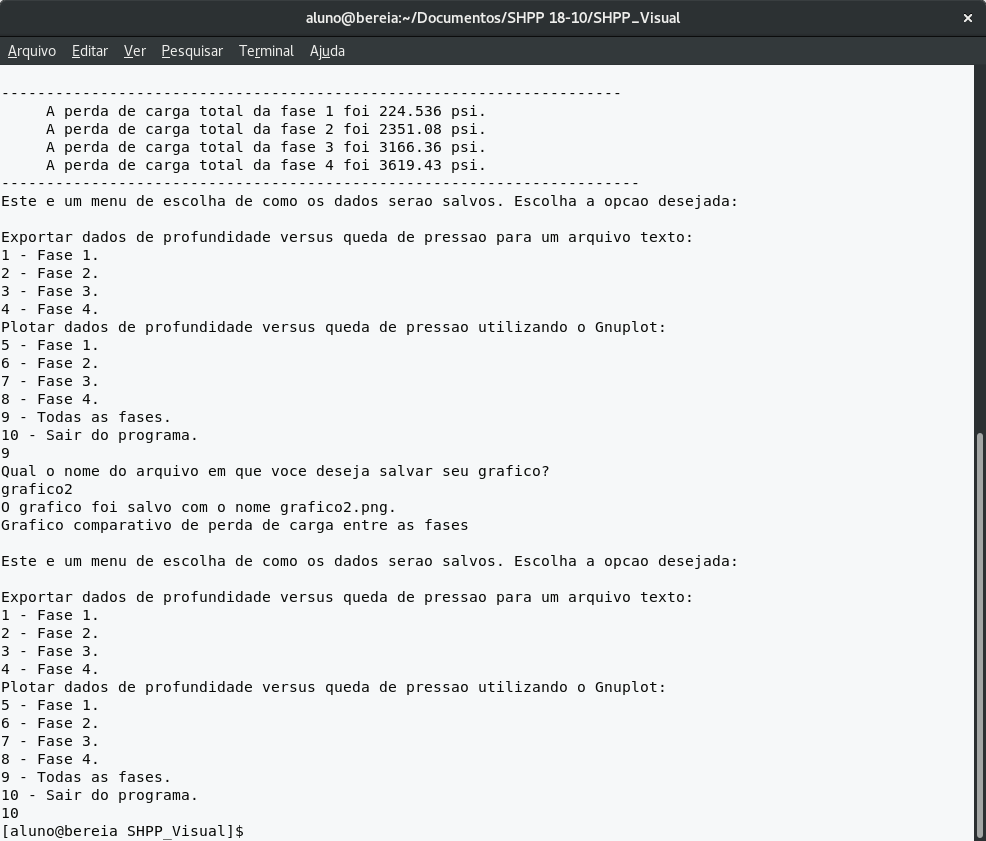 aluno@bereia:~/Documentos/SHPP 18-10/SHPP_Visual ×
Arquivo Editar Ver Pesquisar Terminal Ajuda
---------------------------------------------------------------------
A perda de carga total da fase 1 foi 224.536 psi.
A perda de carga total da fase 2 foi 2351.08 psi.
A perda de carga total da fase 3 foi 3166.36 psi.
A perda de carga total da fase 4 foi 3619.43 psi.
-----------------------------------------------------------------------
Este e um menu de escolha de como os dados serao salvos. Escolha a opcao desejada:
Exportar dados de profundidade versus queda de pressao para um arquivo texto:
1 - Fase 1.
2 - Fase 2.
3 - Fase 3.
4 - Fase 4.
Plotar dados de profundidade versus queda de pressao utilizando o Gnuplot:
5 - Fase 1.
6 - Fase 2.
7 - Fase 3.
8 - Fase 4.
9 - Todas as fases.
10 - Sair do programa.
9
Qual o nome do arquivo em que voce deseja salvar seu grafico?
grafico2
O grafico foi salvo com o nome grafico2.png.
Grafico comparativo de perda de carga entre as fases
Este e um menu de escolha de como os dados serao salvos. Escolha a opcao desejada:
Exportar dados de profundidade versus queda de pressao para um arquivo texto:
1 - Fase 1.
2 - Fase 2.
3 - Fase 3.
4 - Fase 4.
Plotar dados de profundidade versus queda de pressao utilizando o Gnuplot:
5 - Fase 1.
6 - Fase 2.
7 - Fase 3.
8 - Fase 4.
9 - Todas as fases.
10 - Sair do programa.
10
[aluno@bereia SHPP_Visual]$